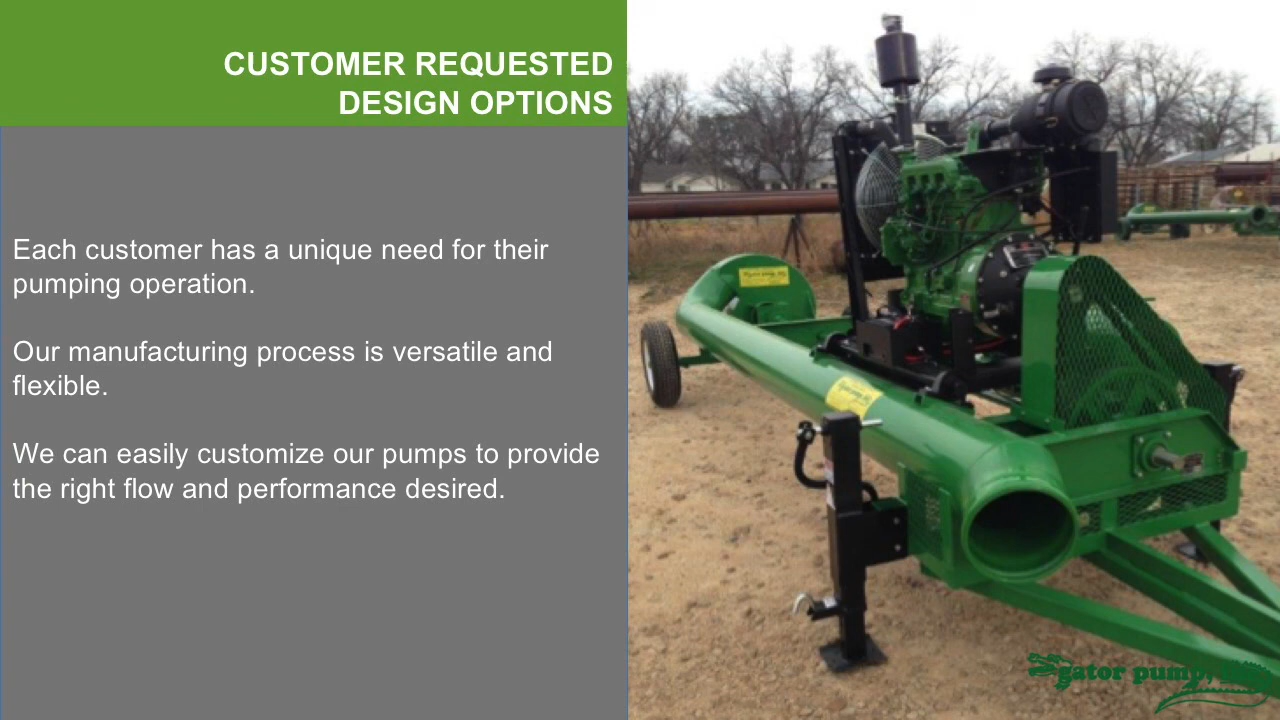 CUSTOMER REQUESTED
DESIGN OPTIONS
Each customer has a unique need for their
pumping operation.
Our manufacturing process is versatile and
flexible.
We can easily customize our pumps to provide
the right flow and performance desired.
gator pump,